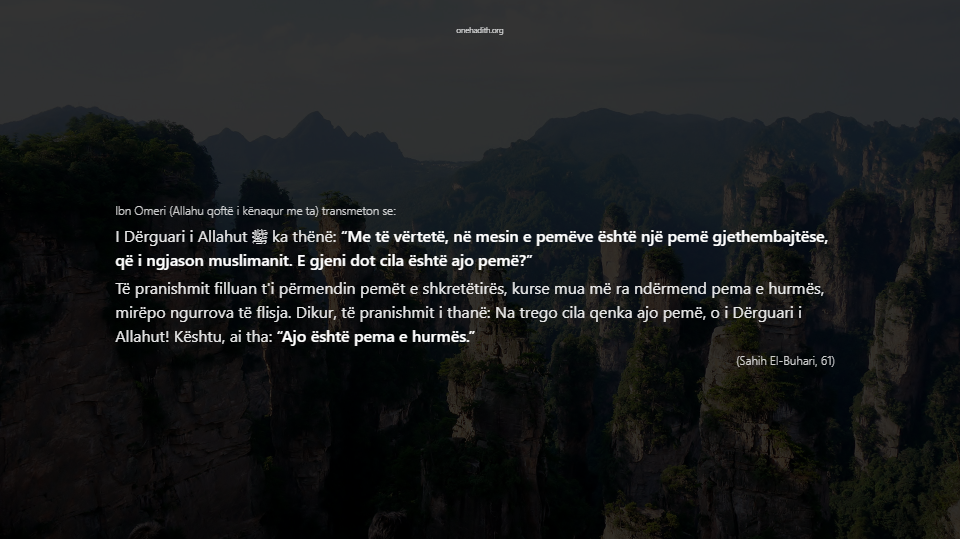 onehadith.org
Ibn Omeri (Allahu qoftë i kënaqur me ta) transmeton se:
I Dërguari i Allahut ﷺ ka thënë: “Me të vërtetë, në mesin e pemëve është një pemë gjethembajtëse,
që i ngjason muslimanit. E gjeni dot cila është ajo pemë?”
Të pranishmit filluan t'i përmendin pemët e shkretëtirës, kurse mua më ra ndërmend pema e hurmës,
mirëpo ngurrova të flisja. Dikur, të pranishmit i thanë: Na trego cila qenka ajo pemë, o i Dërguari i
Allahut! Kështu, ai tha: “Ajo është pema e hurmës.”
(Sahih El-Buhari, 61)